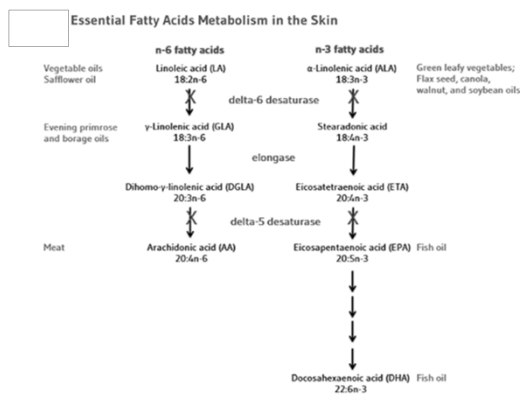 Essential Fatty Acids Metabolism in the Skin
n-6 fatty acids
n-3 fatty acids
Vegetable oils
Safflower oil
Linoleic acid (LA)
18:2n-6
α-Linolenic acid (ALA)
18:3n-3
Green leafy vegetables;
Flax seed, canola,
walnut, and soybean oils
delta-6 desaturase
Evening primrose
and borage oils
γ-Linolenic acid (GLA)
18:3n-6
Stearadonic acid
18:4n-3
elongase
Dihomo-γ-linolenic acid (DGLA)
20:3n-6
Eicosatetraenoic acid (ETA)
20:4n-3
delta-5 desaturase
Meat
Arachidonic acid (AA)
20:4n-6
Eicosapentaenoic acid (EPA)
20:5n-3
Fish oil
Docosahexaenoic acid (DHA)
22:6n-3
Fish oil